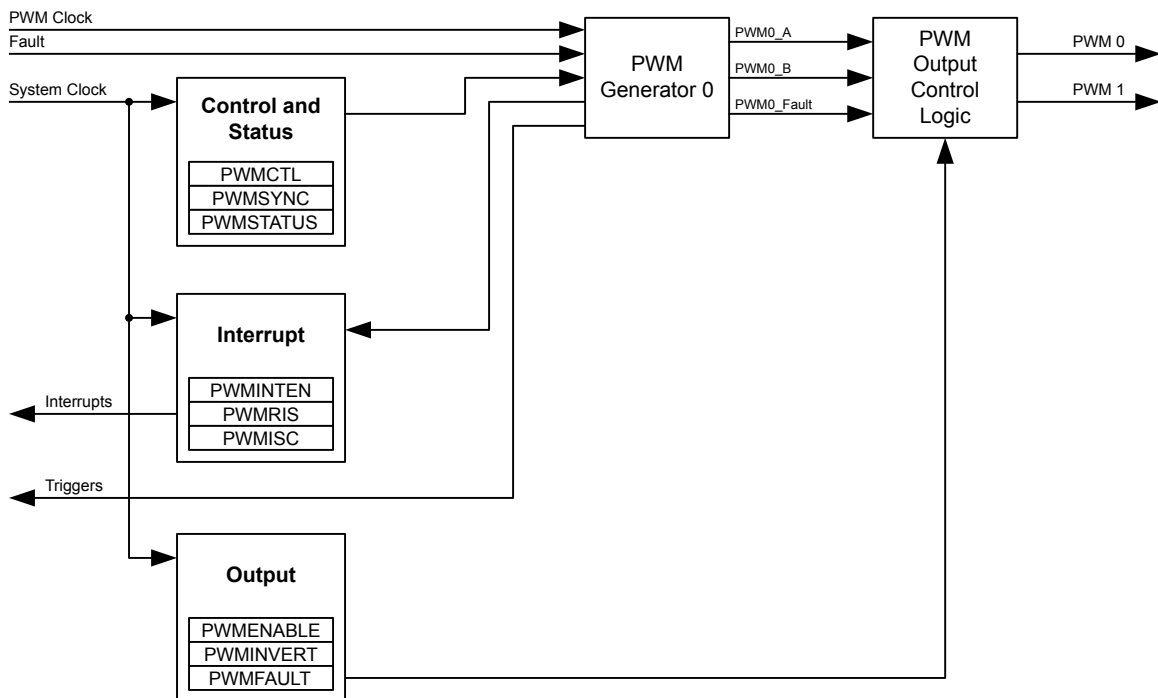 PWM Clock
Fault
System Clock
Control and
Status
PWMCTL
PWMSYNC
PWMSTATUS
PWM
Generator 0
PWM0_A
PWM0_B
PWM0_Fault
PWM
Output
Control
Logic
PWM 0
PWM 1
Interrupt
PWMINTEN
PWMRIS
PWMISC
Interrupts
Triggers
Output
PWMENABLE
PWMINVERT
PWMFAULT